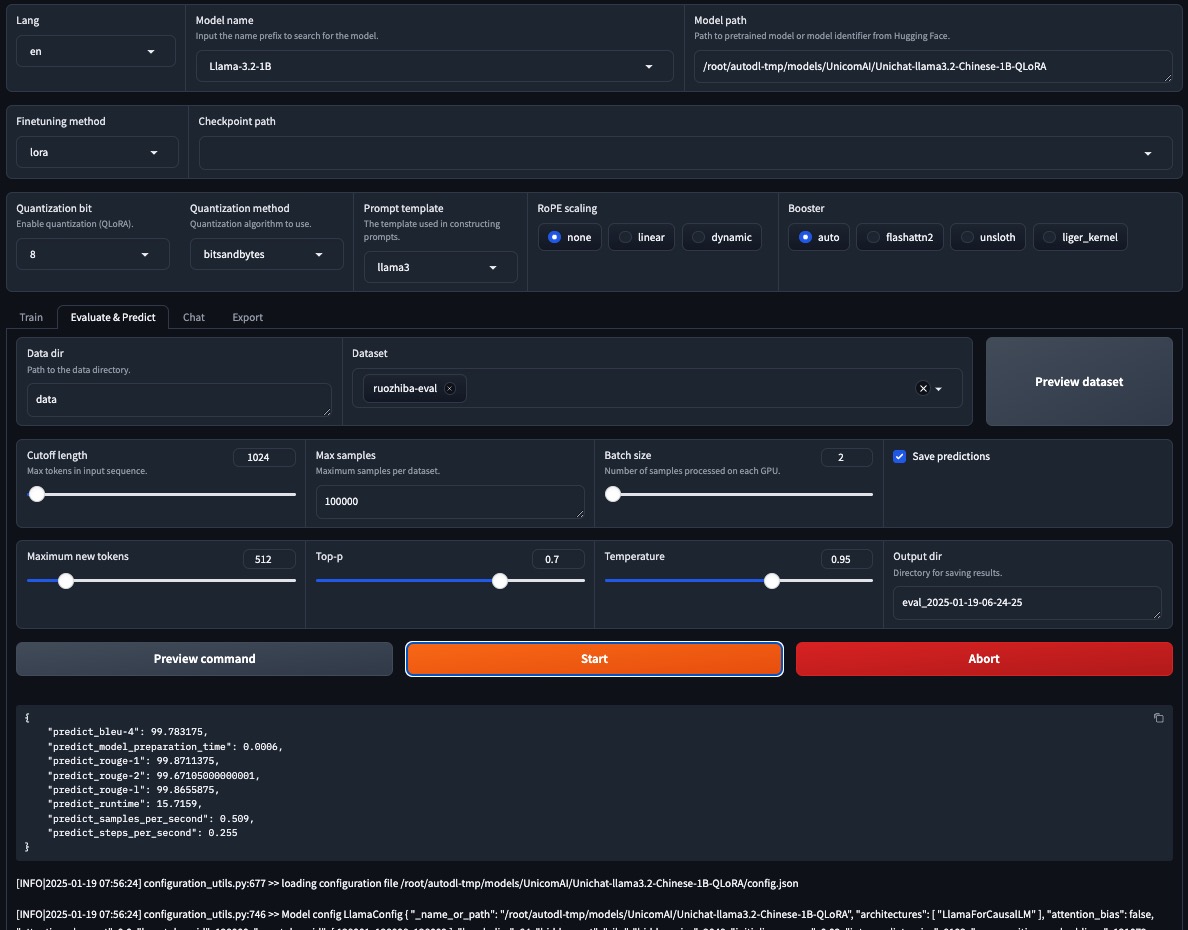 Lang
en
Model name
Input the name prefix to search for the model.
Llama-3.2-1B
Model path
Path to pretrained model or model identifier from Hugging Face.
/root/autodl-tmp/models/UnicomAI/Unichat-llama3.2-Chinese-1B-QLoRA
Finetuning method
lora
Checkpoint path
Quantization bit
Enable quantization (QLoRA).
8
Quantization method
Quantization algorithm to use.
bitsandbytes
Prompt template
The template used in constructing
prompts.
llama3
RoPE scaling
none linear dynamic
Booster
auto flashattn2 unsloth liger_kernel
Train Evaluate & Predict Chat Export
Data dir
Path to the data directory.
data
Dataset
ruozhiba-eval ×
Preview dataset
Cutoff length 1024
Max tokens in input sequence.
Max samples
Maximum samples per dataset.
100000
Batch size 2
Number of samples processed on each GPU.
Save predictions
Maximum new tokens 512
Top-p 0.7
Temperature 0.95
Output dir
Directory for saving results.
eval_2025-01-19-06-24-25
Preview command Start Abort
{
"predict_bleu-4": 99.783175,
"predict_model_preparation_time": 0.0006,
"predict_rouge-1": 99.8711375,
"predict_rouge-2": 99.67105000000001,
"predict_rouge-l": 99.8655875,
"predict_runtime": 15.7159,
"predict_samples_per_second": 0.509,
"predict_steps_per_second": 0.255
}
[INFO|2025-01-19 07:56:24] configuration_utils.py:677 >> loading configuration file /root/autodl-tmp/models/UnicomAI/Unichat-llama3.2-Chinese-1B-QLoRA/config.json
[INFO|2025-01-19 07:56:24] configuration_utils.py:746 >> Model config LlamaConfig { "_name_or_path": "/root/autodl-tmp/models/UnicomAI/Unichat-llama3.2-Chinese-1B-QLoRA", "architectures": [ "LlamaForCausalLM" ], "attention_bias": false,